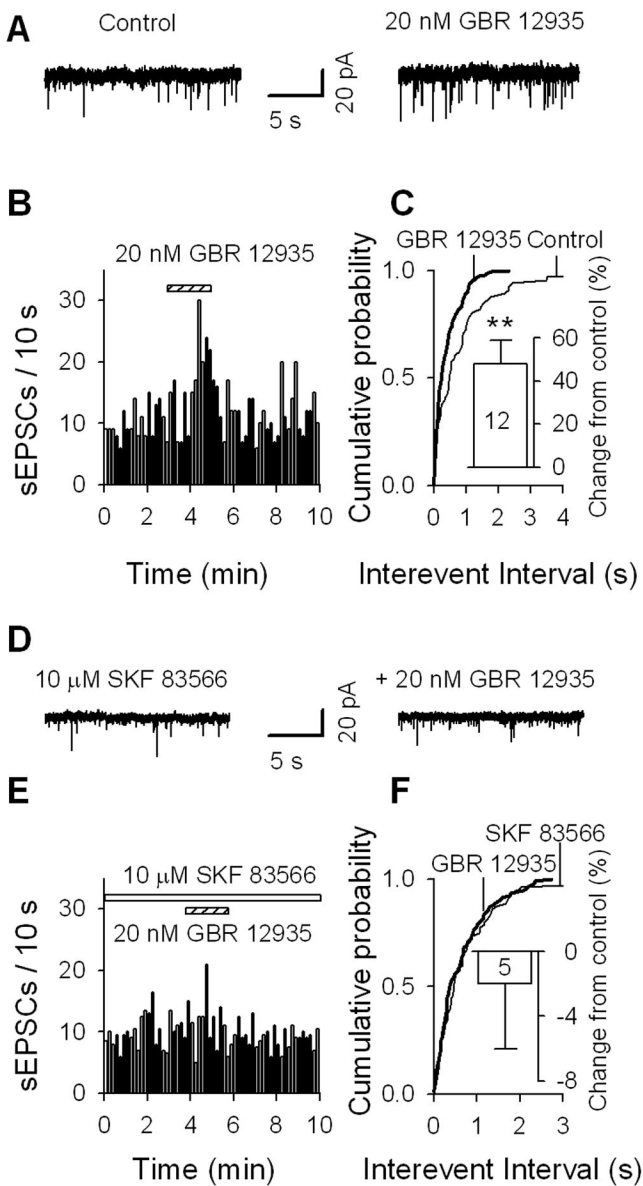 A
Control
20 nM GBR 12935
5 s
20 pA
B
20 nM GBR 12935
sEPSCs / 10 s
30
20
10
0
0 2 4 6 8 10
Time (min)
C
GBR 12935 Control
Cumulative probability
1.0
0.5
0.0
**
12
60
40
20
0
Change from control (%)
0 1 2 3 4
Interevent Interval (s)
D
10 µM SKF 83566
+ 20 nM GBR 12935
5 s
20 pA
E
10 µM SKF 83566
20 nM GBR 12935
sEPSCs / 10 s
30
20
10
0
0 2 4 6 8 10
Time (min)
F
SKF 83566
GBR 12935
Cumulative probability
1.0
0.5
0.0
5
0
-4
-8
Change from control (%)
0 1 2 3
Interevent Interval (s)